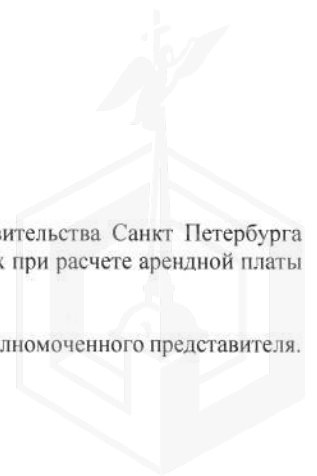 вительства Санкт Петербурга
х при расчете арендной платы
лномоченного представителя.